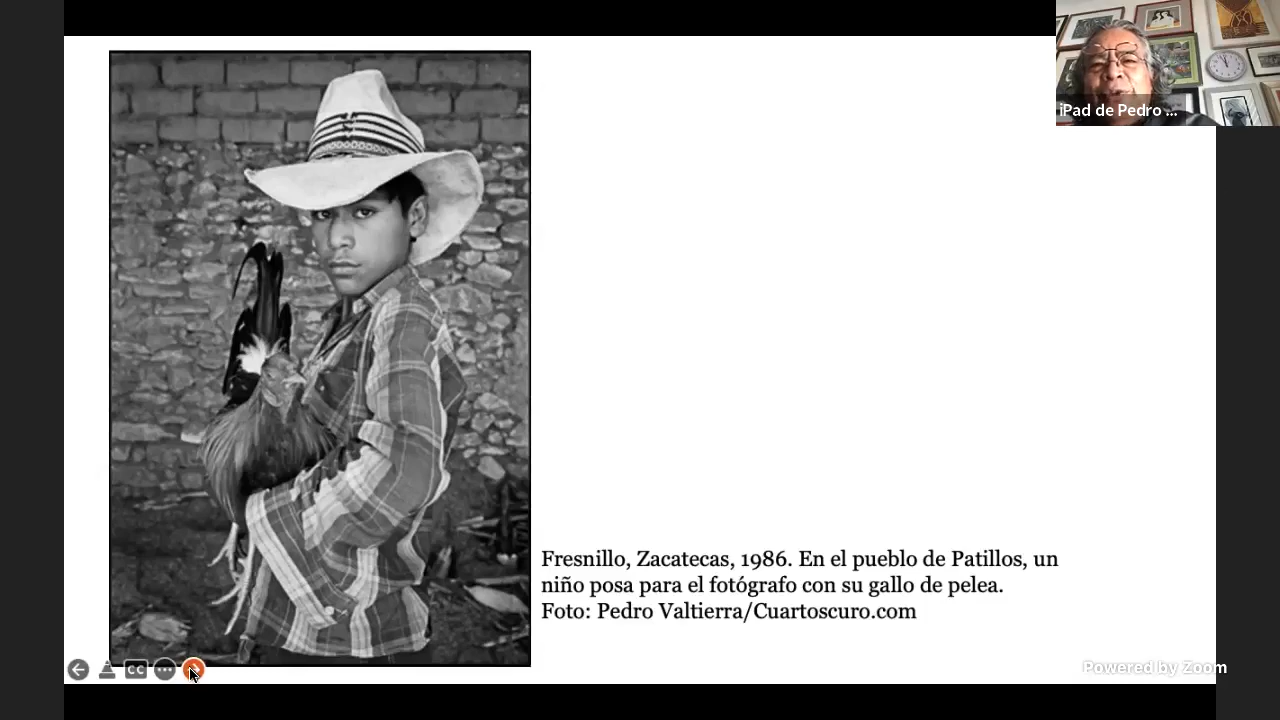 iPad de Pedro ...
Fresnillo, Zacatecas, 1986. En el pueblo de Patillos, un
niño posa para el fotógrafo con su gallo de pelea.
Foto: Pedro Valtierra/Cuartoscuro.com
CC
Powered by Zoom